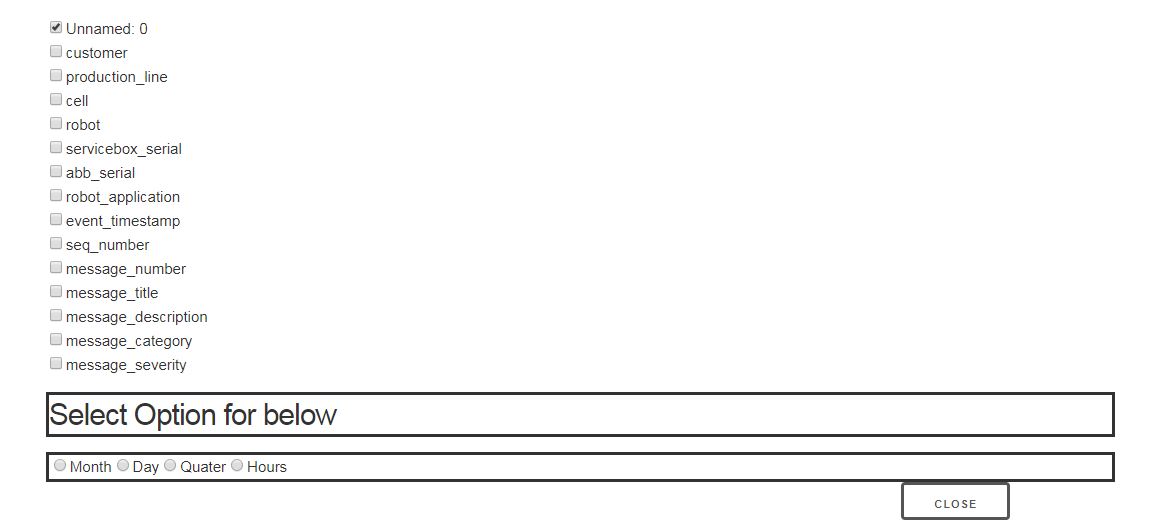 Unnamed: 0
customer
production_line
cell
robot
servicebox_serial
abb_serial
robot_application
event_timestamp
seq_number
message_number
message_title
message_description
message_category
message_severity
Select Option for below
Month Day Quater Hours
CLOSE